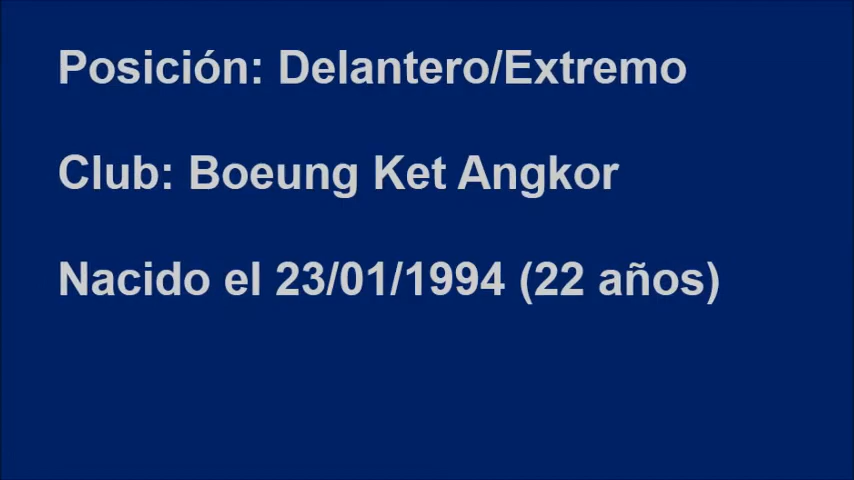 Posición: Delantero/Extremo
Club: Boeung Ket Angkor
Nacido el 23/01/1994 (22 años)